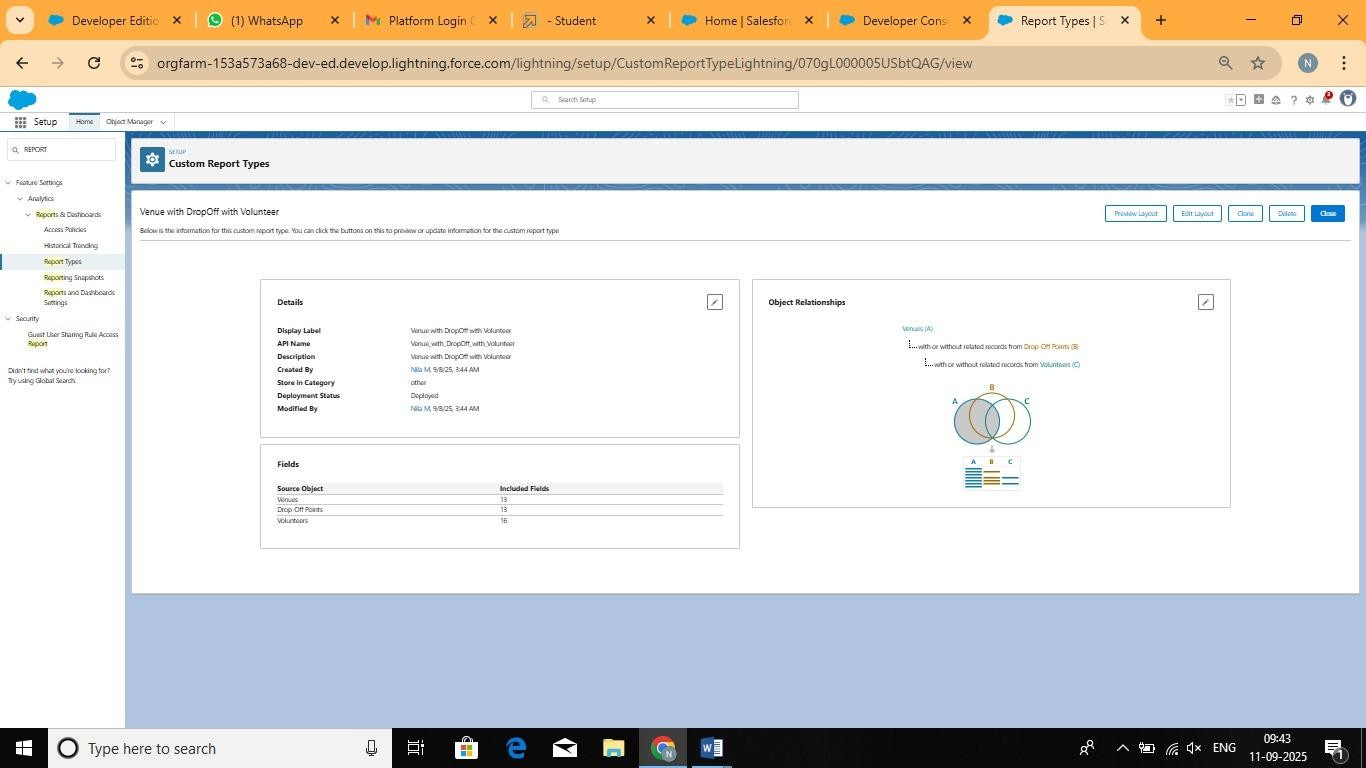 Developer Editio
(1) WhatsApp
Platform Login C
- Student
Home | Salesforc
Developer Conso
Report Types | S
orgfarm-153a573a68-dev-ed.develop.lightning.force.com/lightning/setup/CustomReportTypeLightning/070gL000005USbtQAG/view
N
Search Setup
2
Setup
Home
Object Manager
REPORT
Feature Settings
Analytics
Reports & Dashboards
Access Policies
Historical Trending
Report Types
Reporting Snapshots
Reports and Dashboards
Settings
Security
Guest User Sharing Rule Access
Report
Didn't find what you're looking for?
Try using Global Search.
SETUP
Custom Report Types
Venue with DropOff with Volunteer
Preview Layout
Edit Layout
Clone
Delete
Close
Below is the information for this custom report type. You can click the buttons on this to preview or update information for the custom report type
Details
Display Label Venue with DropOff with Volunteer
API Name Venue_with_DropOff_with_Volunteer
Description Venue with DropOff with Volunteer
Created By Nila M, 9/8/25, 3:44 AM
Store in Category other
Deployment Status Deployed
Modified By Nila M, 9/8/25, 3:44 AM
Fields
Source Object Included Fields
Venues 13
Drop-Off Points 13
Volunteers 16
Object Relationships
Venues (A)
with or without related records from Drop-Off Points (B)
with or without related records from Volunteers (C)
B
A C
A B C
Type here to search
N
W
ENG
09:43
11-09-2025
1